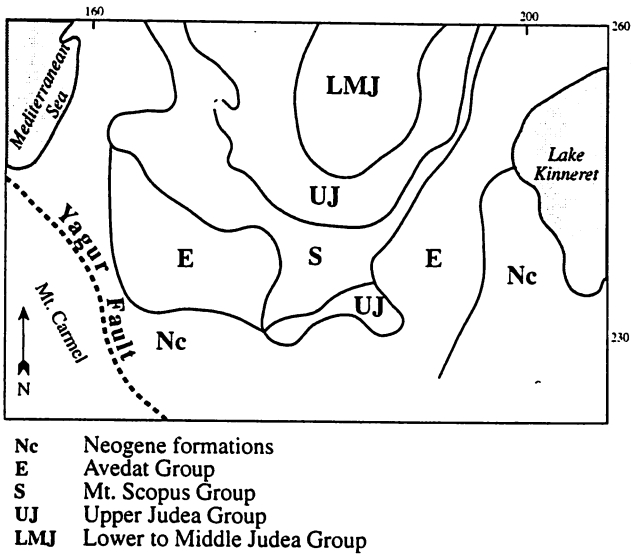 160
200
260
Mediterranean
Sea
LMJ
Lake
Kinneret
UJ
Yagur Fault
E
S
E
Nc
UJ
Mt. Carmel
Nc
230
N
Nc Neogene formations
E Avedat Group
S Mt. Scopus Group
UJ Upper Judea Group
LMJ Lower to Middle Judea Group